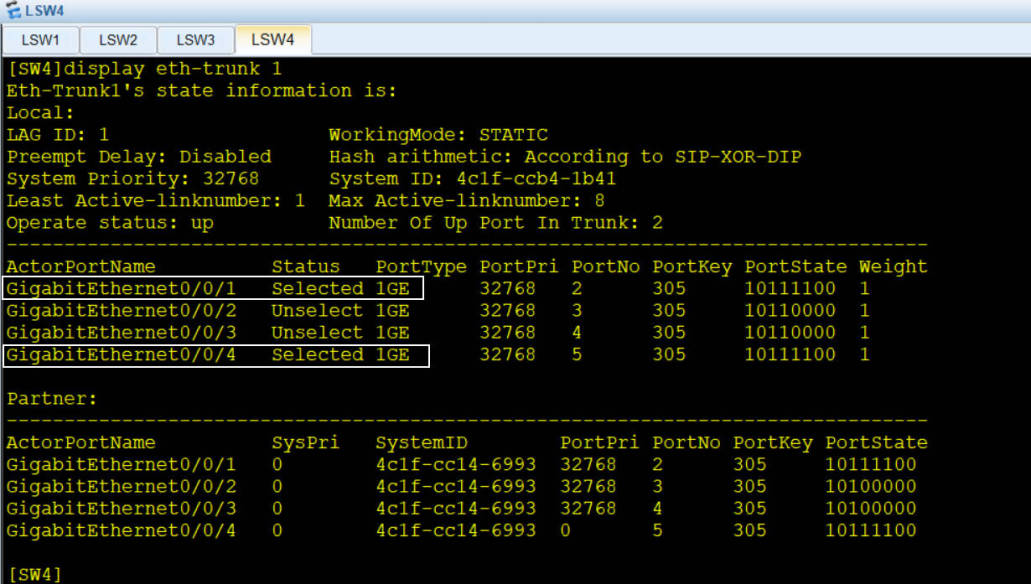 LSW4
LSW1 LSW2 LSW3 LSW4
[SW4]display eth-trunk 1
Eth-Trunk1's state information is:
Local:
LAG ID: 1 WorkingMode: STATIC
Preempt Delay: Disabled Hash arithmetic: According to SIP-XOR-DIP
System Priority: 32768 System ID: 4c1f-ccb4-1b41
Least Active-linknumber: 1 Max Active-linknumber: 8
Operate status: up Number Of Up Port In Trunk: 2
--------------------------------------------------------------------------------
ActorPortName Status PortType PortPri PortNo PortKey PortState Weight
GigabitEthernet0/0/1 Selected 1GE 32768 2 305 10111100 1
GigabitEthernet0/0/2 Unselect 1GE 32768 3 305 10110000 1
GigabitEthernet0/0/3 Unselect 1GE 32768 4 305 10110000 1
GigabitEthernet0/0/4 Selected 1GE 32768 5 305 10111100 1
Partner:
--------------------------------------------------------------------------------
ActorPortName SysPri SystemID PortPri PortNo PortKey PortState
GigabitEthernet0/0/1 0 4c1f-cc14-6993 32768 2 305 10111100
GigabitEthernet0/0/2 0 4c1f-cc14-6993 32768 3 305 10100000
GigabitEthernet0/0/3 0 4c1f-cc14-6993 32768 4 305 10100000
GigabitEthernet0/0/4 0 4c1f-cc14-6993 0 5 305 10111100
[SW4]